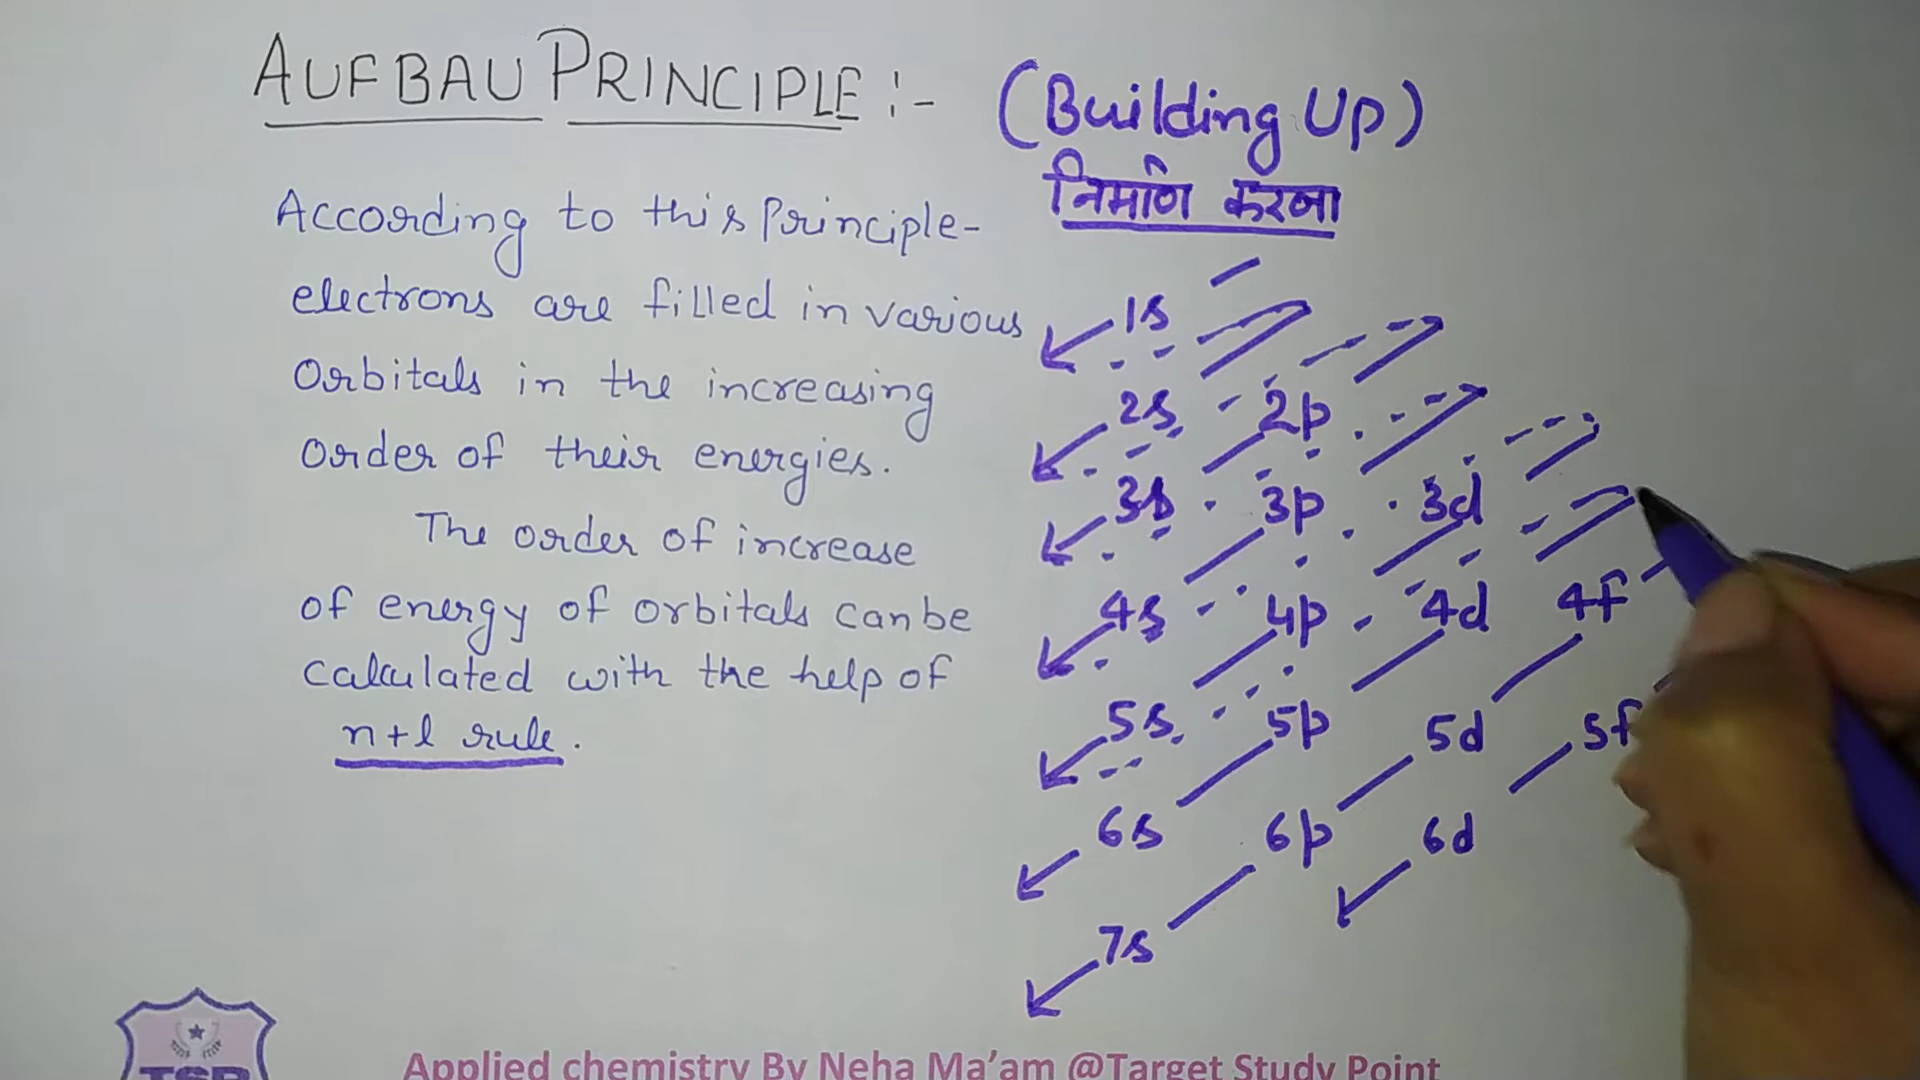 AUFBAU PRINCIPLE :-
(Building Up)
निर्माण करना
According to this Principle-
electrons are filled in various
Orbitals in the increasing
Order of their energies.
The order of increase
of energy of orbitals can be
calculated with the help of
n+l rule.
1s
2s 2p
3s 3p 3d
4s 4p 4d 4f
5s 5p 5d 5f
6s 6p 6d
7s
TSP
Applied chemistry By Neha Ma'am @Target Study Point